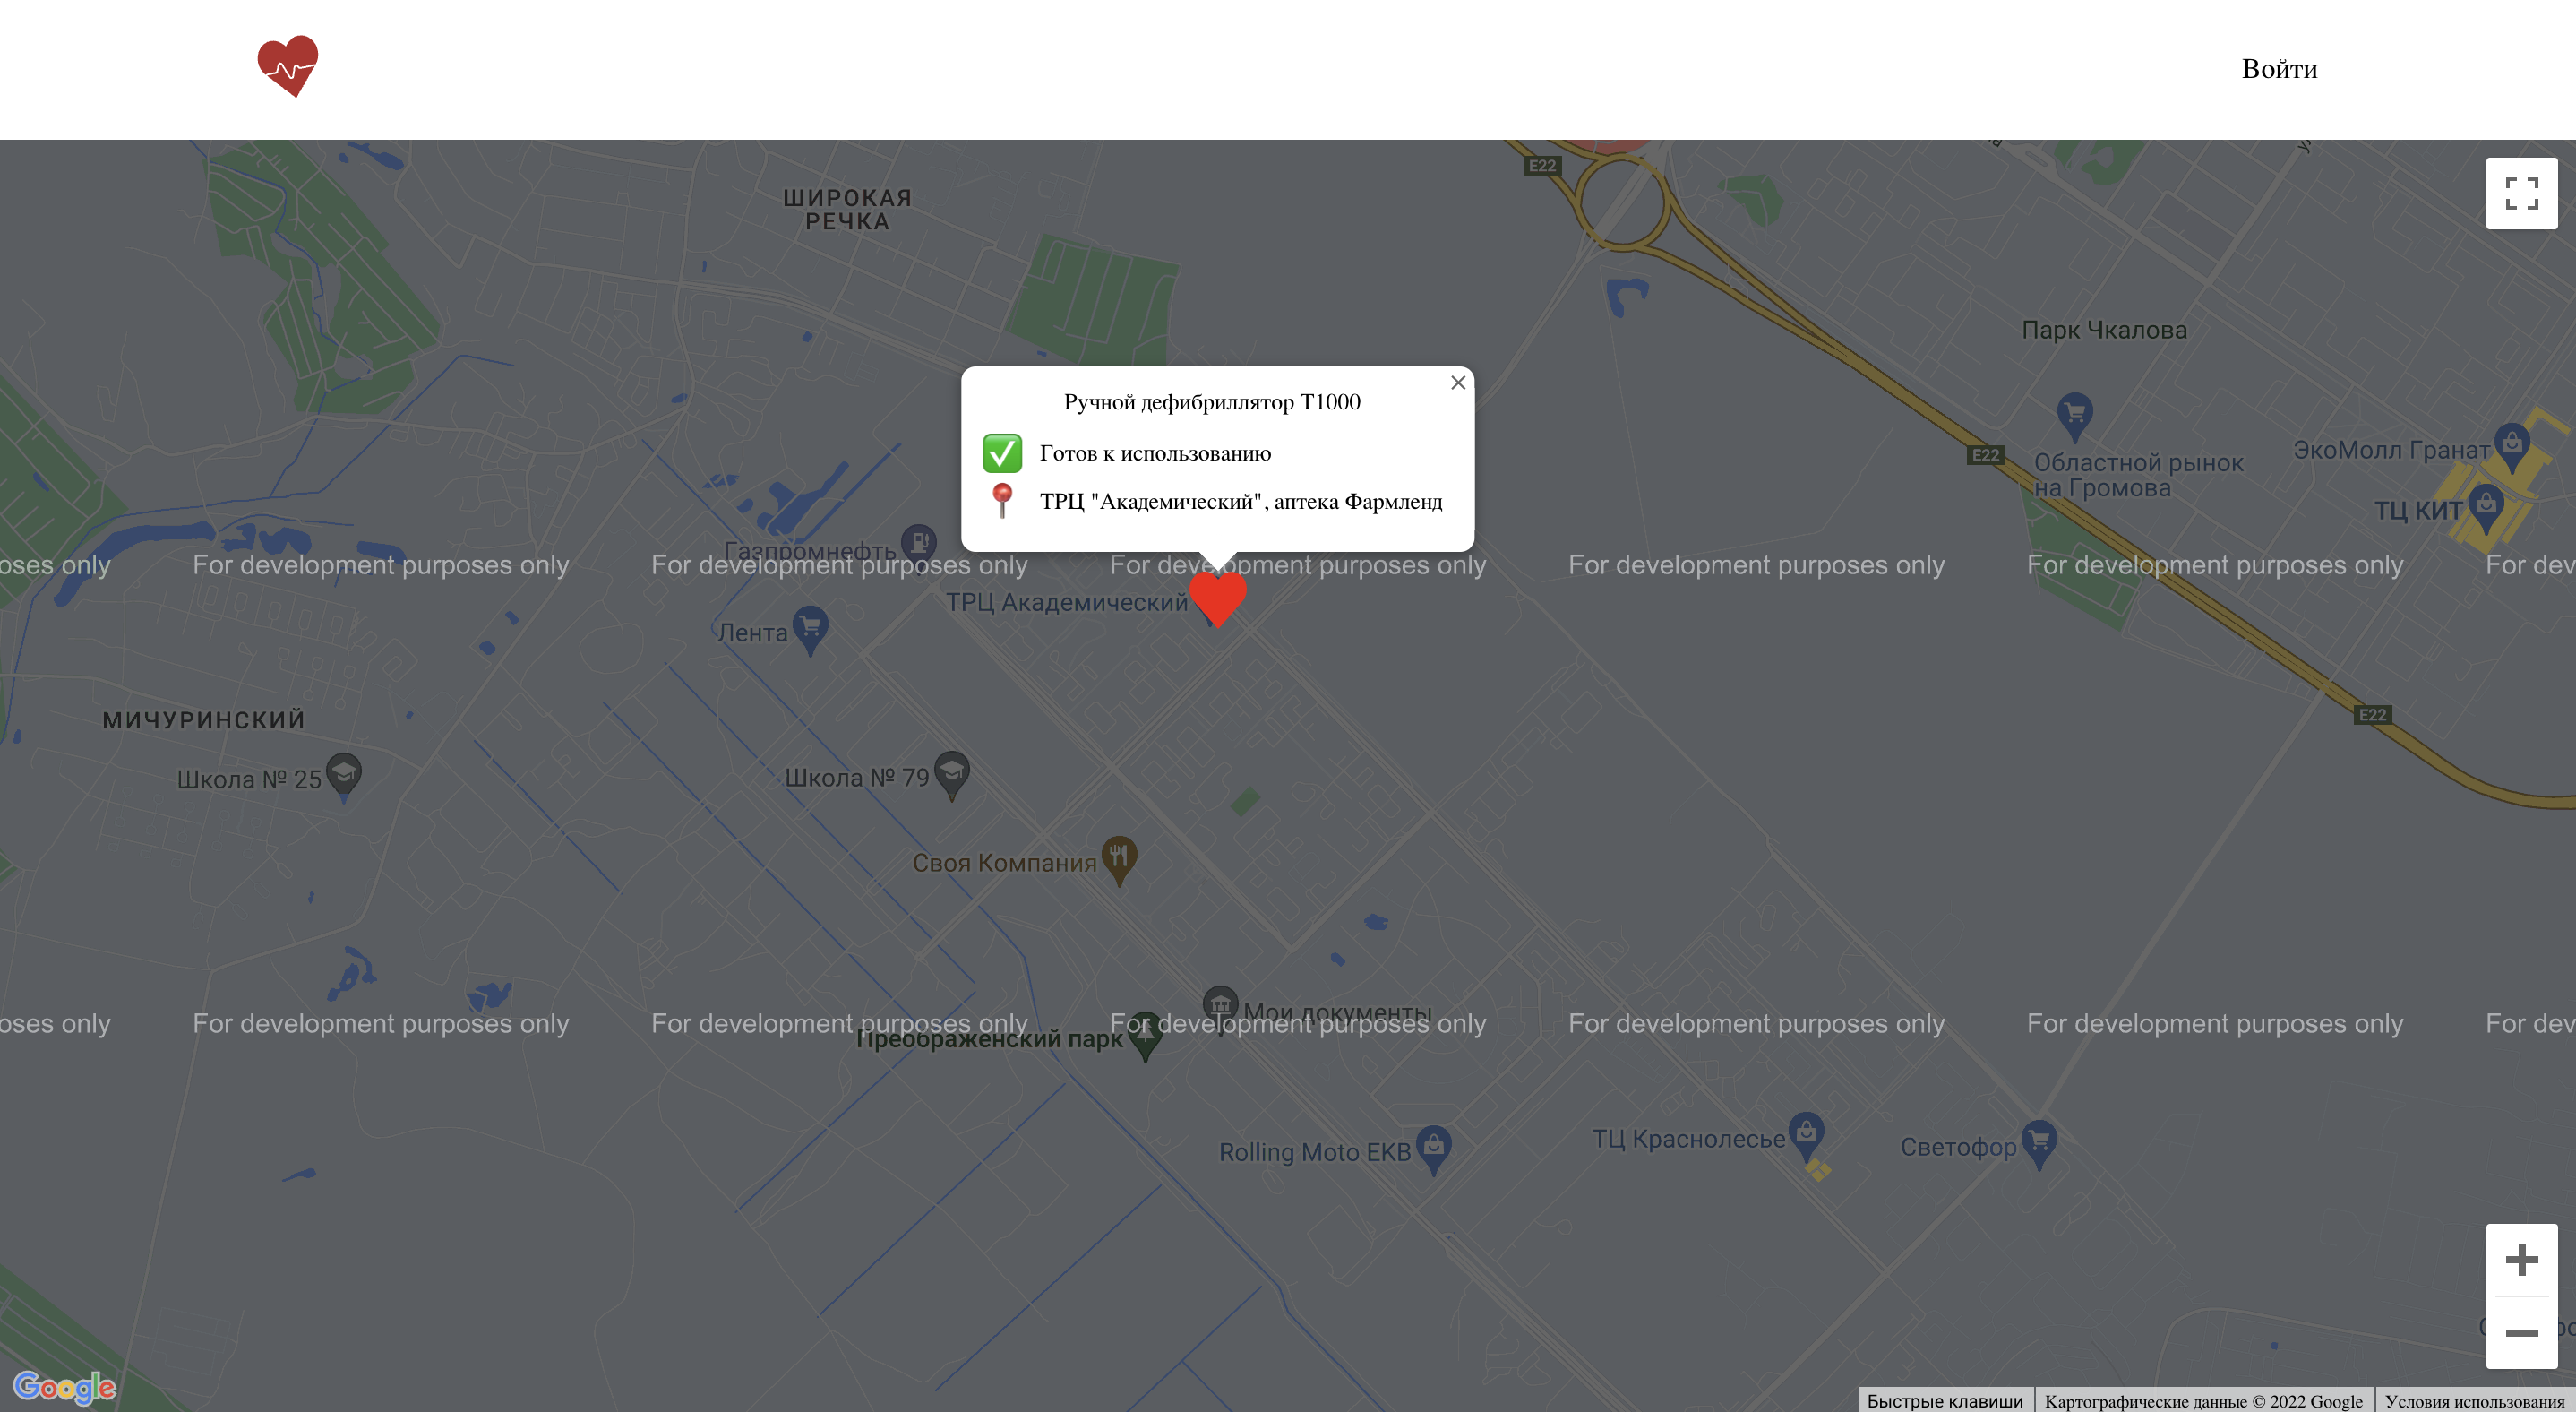 Войти
E22
ШИРОКАЯ
РЕЧКА
Парк Чкалова
Ручной дефибриллятор T1000
Готов к использованию
ТРЦ "Академический", аптека Фармленд
E22
ЭкоМолл Гранат
Областной рынок
на Громова
ТЦ КИТ
Газпромнефть
oses only
For development purposes only
For development purposes only
For development purposes only
For development purposes only
For development purposes only
For dev
ТРЦ Академический
Лента
МИЧУРИНСКИЙ
E22
Школа № 25
Школа № 79
Своя Компания
Мои документы
oses only
For development purposes only
For development purposes only
For development purposes only
For development purposes only
For development purposes only
For dev
Преображенский парк
Rolling Moto EKB
ТЦ Краснолесье
Светофор
Google
Быстрые клавиши
Картографические данные © 2022 Google
Условия использования